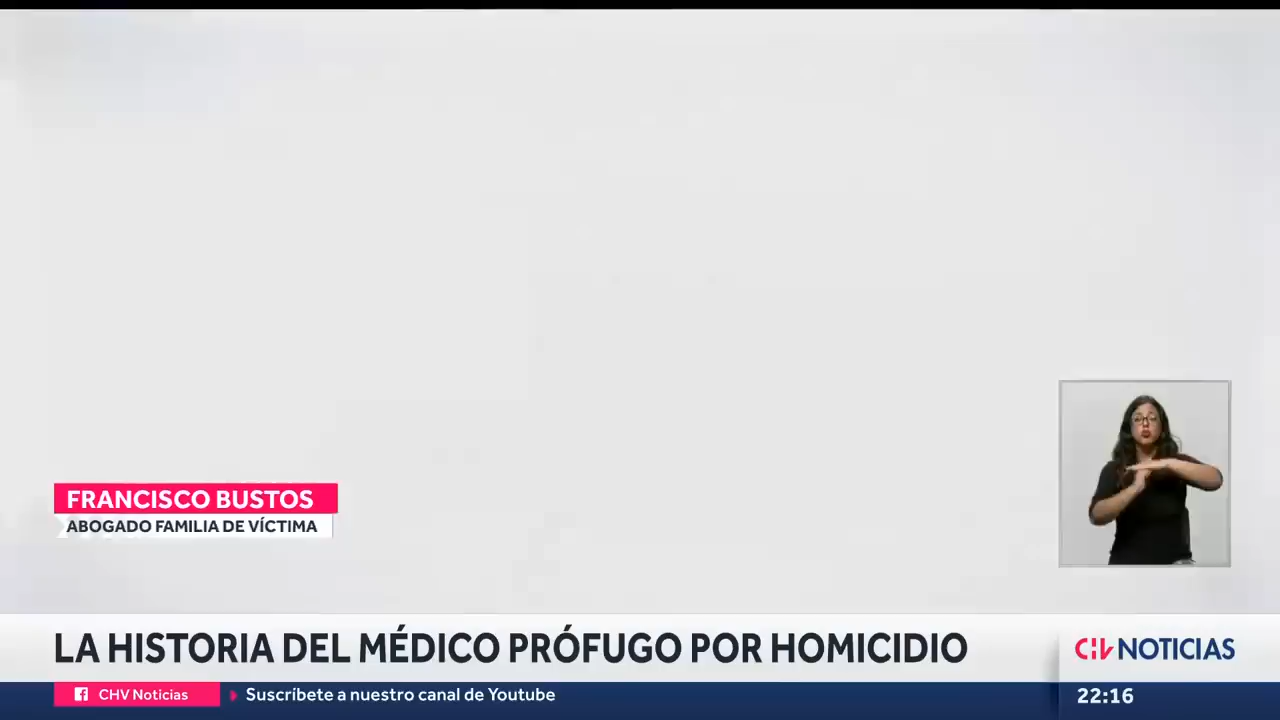 FRANCISCO BUSTOS
ABOGADO FAMILIA DE VÍCTIMA
LA HISTORIA DEL MÉDICO PRÓFUGO POR HOMICIDIO
CHV NOTICIAS
CHV Noticias
Suscríbete a nuestro canal de Youtube
22:16